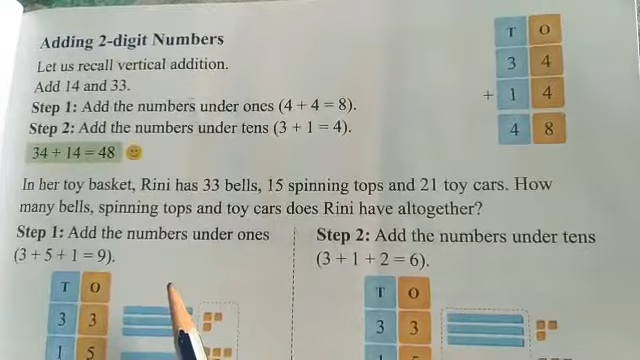 Adding 2-digit Numbers
Let us recall vertical addition.
Add 14 and 33.
Step 1: Add the numbers under ones (4 + 4 = 8).
Step 2: Add the numbers under tens (3 + 1 = 4).
34 + 14 = 48
T O
3 4
+ 1 4
4 8
In her toy basket, Rini has 33 bells, 15 spinning tops and 21 toy cars. How
many bells, spinning tops and toy cars does Rini have altogether?
Step 1: Add the numbers under ones
(3 + 5 + 1 = 9).
T O
3 3
1 5
Step 2: Add the numbers under tens
(3 + 1 + 2 = 6).
T O
3 3